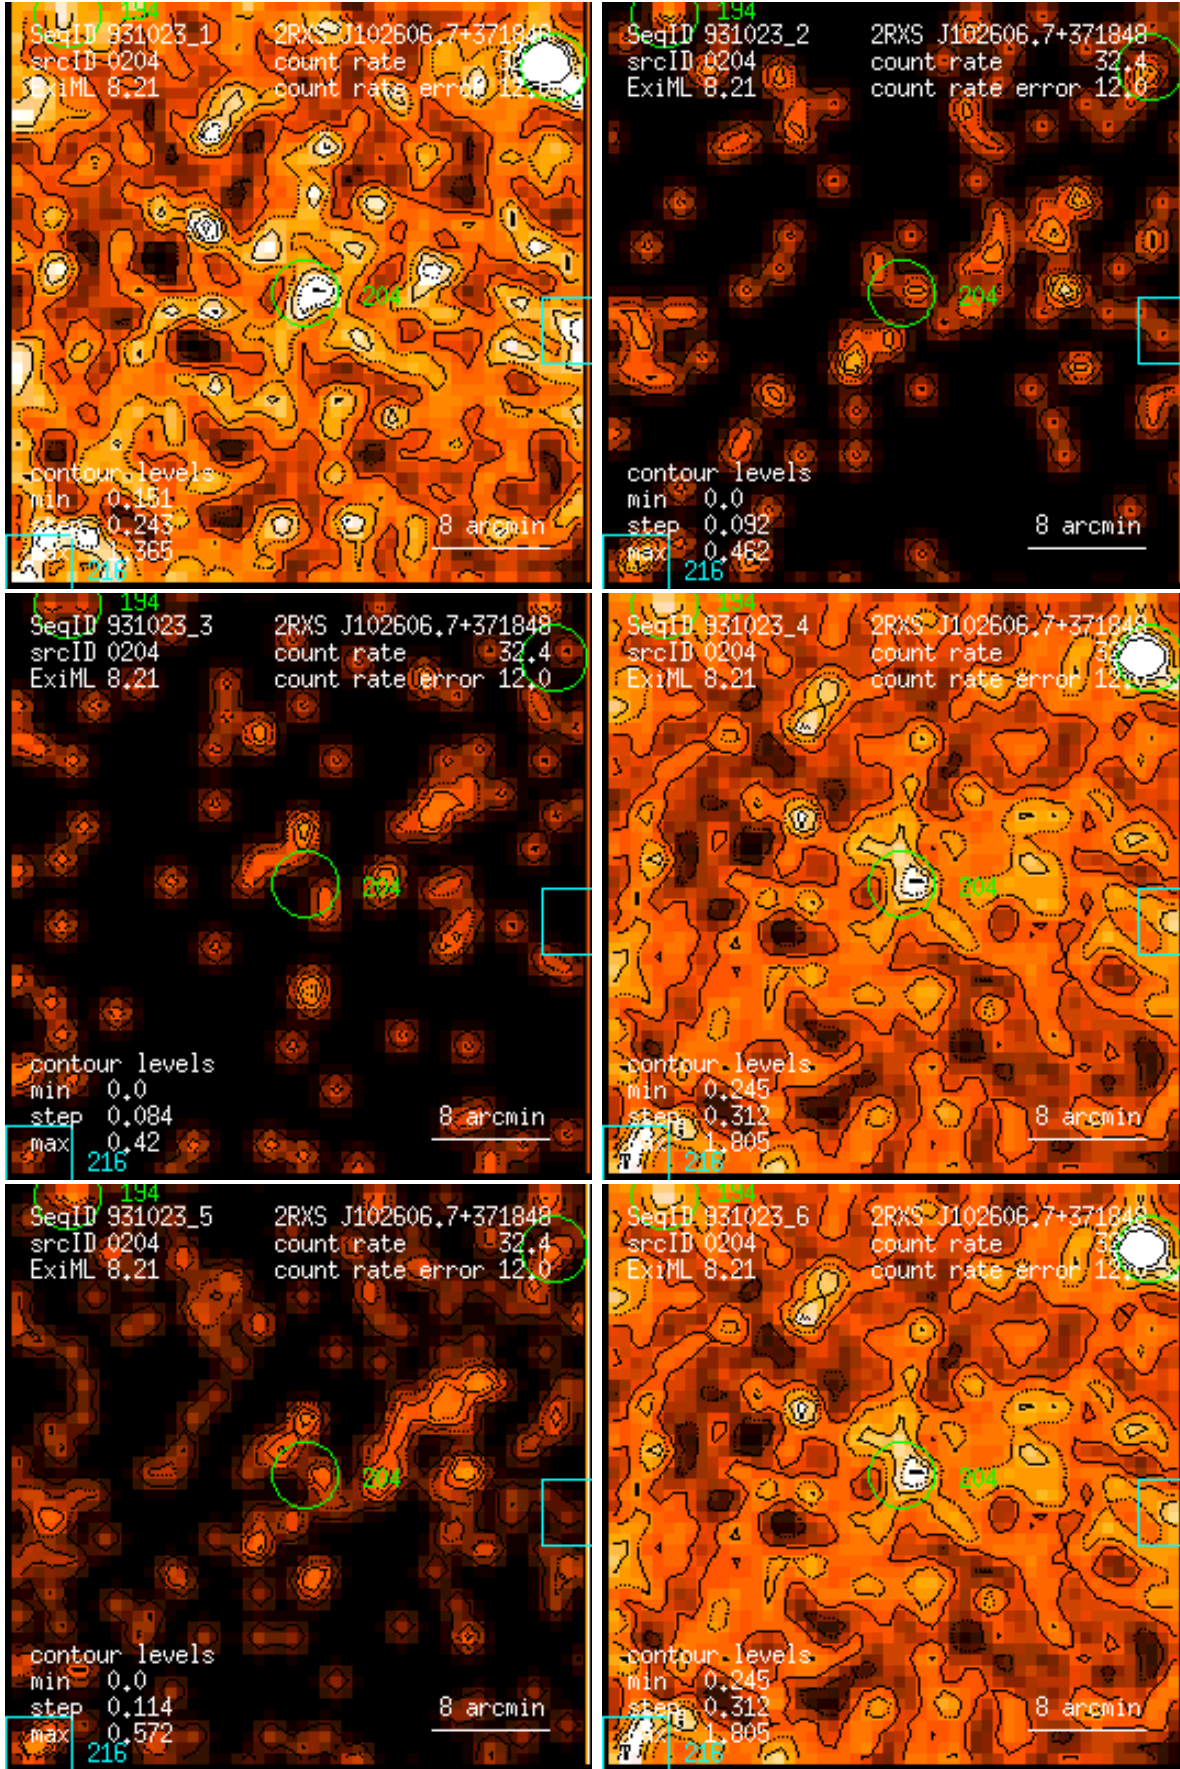 194
SeqID 931023_1 2RXS J102606.7+371848
srcID 0204 count rate
ExiML 8.21 count rate error 12.0
204
contour levels
min 0.151
step 0.243
max 1.365
8 arcmin
216
194
SeqID 931023_2 2RXS J102606.7+371848
srcID 0204 count rate 32.4
ExiML 8.21 count rate error 12.0
204
contour levels
min 0.0
step 0.092
max 0.462
8 arcmin
216
194
SeqID 931023_3 2RXS J102606.7+371848
srcID 0204 count rate 32.4
ExiML 8.21 count rate error 12.0
204
contour levels
min 0.0
step 0.084
max 0.42
8 arcmin
216
194
SeqID 931023_4 2RXS J102606.7+371848
srcID 0204 count rate
ExiML 8.21 count rate error
204
contour levels
min 0.245
step 0.312
1.805
8 arcmin
216
194
SeqID 931023_5 2RXS J102606.7+371848
srcID 0204 count rate 32.4
ExiML 8.21 count rate error 12.0
204
contour levels
min 0.0
step 0.114
max 0.572
8 arcmin
216
194
SeqID 931023_6 2RXS J102606.7+371848
srcID 0204 count rate
ExiML 8.21 count rate error
204
contour levels
min 0.245
step 0.312
1.805
8 arcmin
216